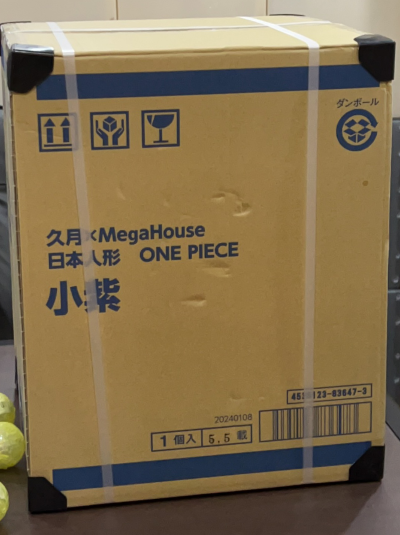 ダンボール
久月×MegaHouse
日本人形 ONE PIECE
小紫
20240108
1個入 5.5載